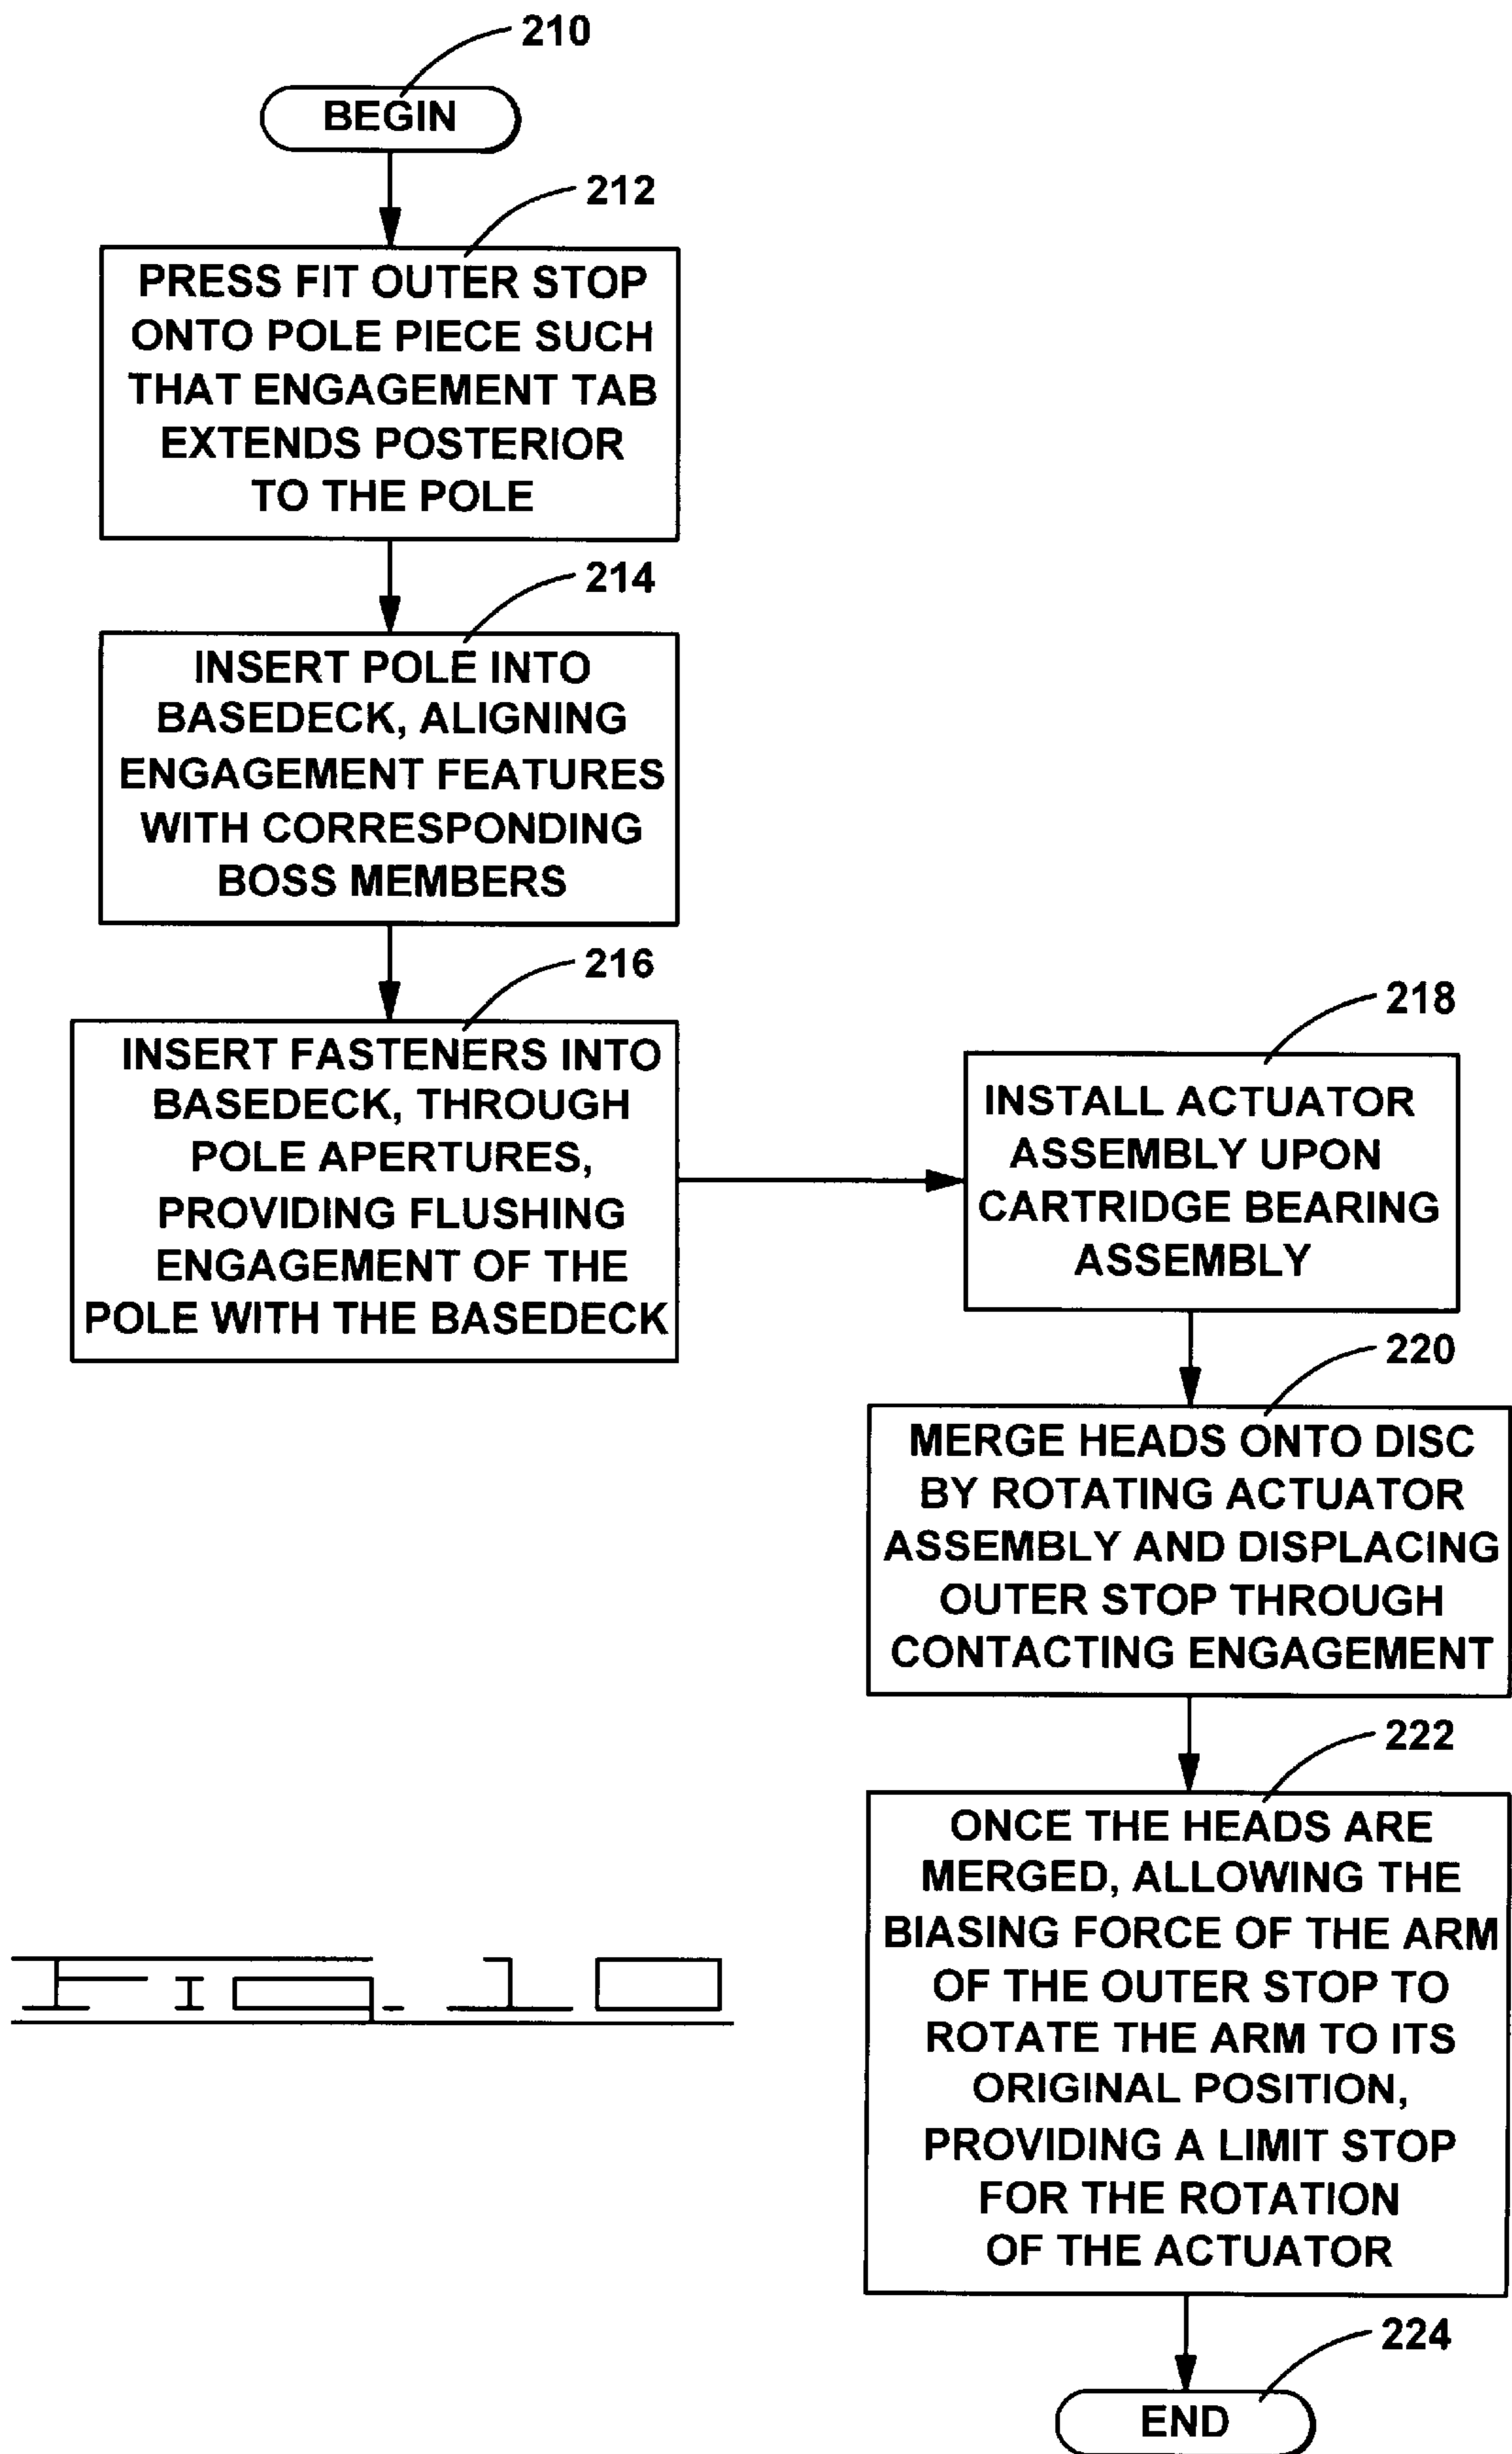 210
BEGIN
212
PRESS FIT OUTER STOP
ONTO POLE PIECE SUCH
THAT ENGAGEMENT TAB
EXTENDS POSTERIOR
TO THE POLE
214
INSERT POLE INTO
BASEDECK, ALIGNING
ENGAGEMENT FEATURES
WITH CORRESPONDING
BOSS MEMBERS
216
INSERT FASTENERS INTO
BASEDECK, THROUGH
POLE APERTURES,
PROVIDING FLUSHING
ENGAGEMENT OF THE
POLE WITH THE BASEDECK
218
INSTALL ACTUATOR
ASSEMBLY UPON
CARTRIDGE BEARING
ASSEMBLY
220
MERGE HEADS ONTO DISC
BY ROTATING ACTUATOR
ASSEMBLY AND DISPLACING
OUTER STOP THROUGH
CONTACTING ENGAGEMENT
222
ONCE THE HEADS ARE
MERGED, ALLOWING THE
BIASING FORCE OF THE ARM
OF THE OUTER STOP TO
ROTATE THE ARM TO ITS
ORIGINAL POSITION,
PROVIDING A LIMIT STOP
FOR THE ROTATION
OF THE ACTUATOR
224
END